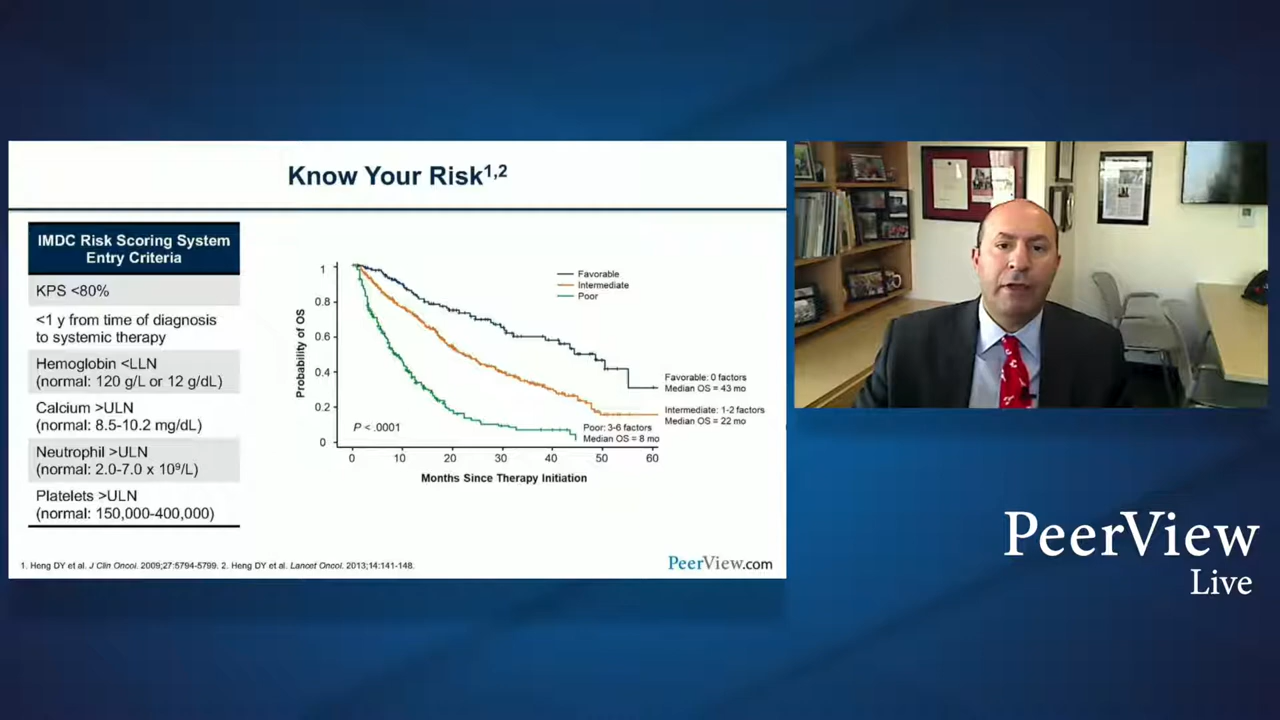 Know Your Risk1,2
IMDC Risk Scoring System
Entry Criteria
KPS <80%
<1 y from time of diagnosis
to systemic therapy
Hemoglobin <LLN
(normal: 120 g/L or 12 g/dL)
Calcium >ULN
(normal: 8.5-10.2 mg/dL)
Neutrophil >ULN
(normal: 2.0-7.0 x 10⁹/L)
Platelets >ULN
(normal: 150,000-400,000)
Probability of OS
1
0.8
0.6
0.4
0.2
0
Favorable
Intermediate
Poor
Favorable: 0 factors
Median OS = 43 mo
Intermediate: 1-2 factors
Median OS = 22 mo
Poor: 3-6 factors
Median OS = 8 mo
P < .0001
0 10 20 30 40 50 60
Months Since Therapy Initiation
1. Heng DY et al. J Clin Oncol. 2009;27:5794-5799. 2. Heng DY et al. Lancet Oncol. 2013;14:141-148.
PeerView.com
PeerView
Live